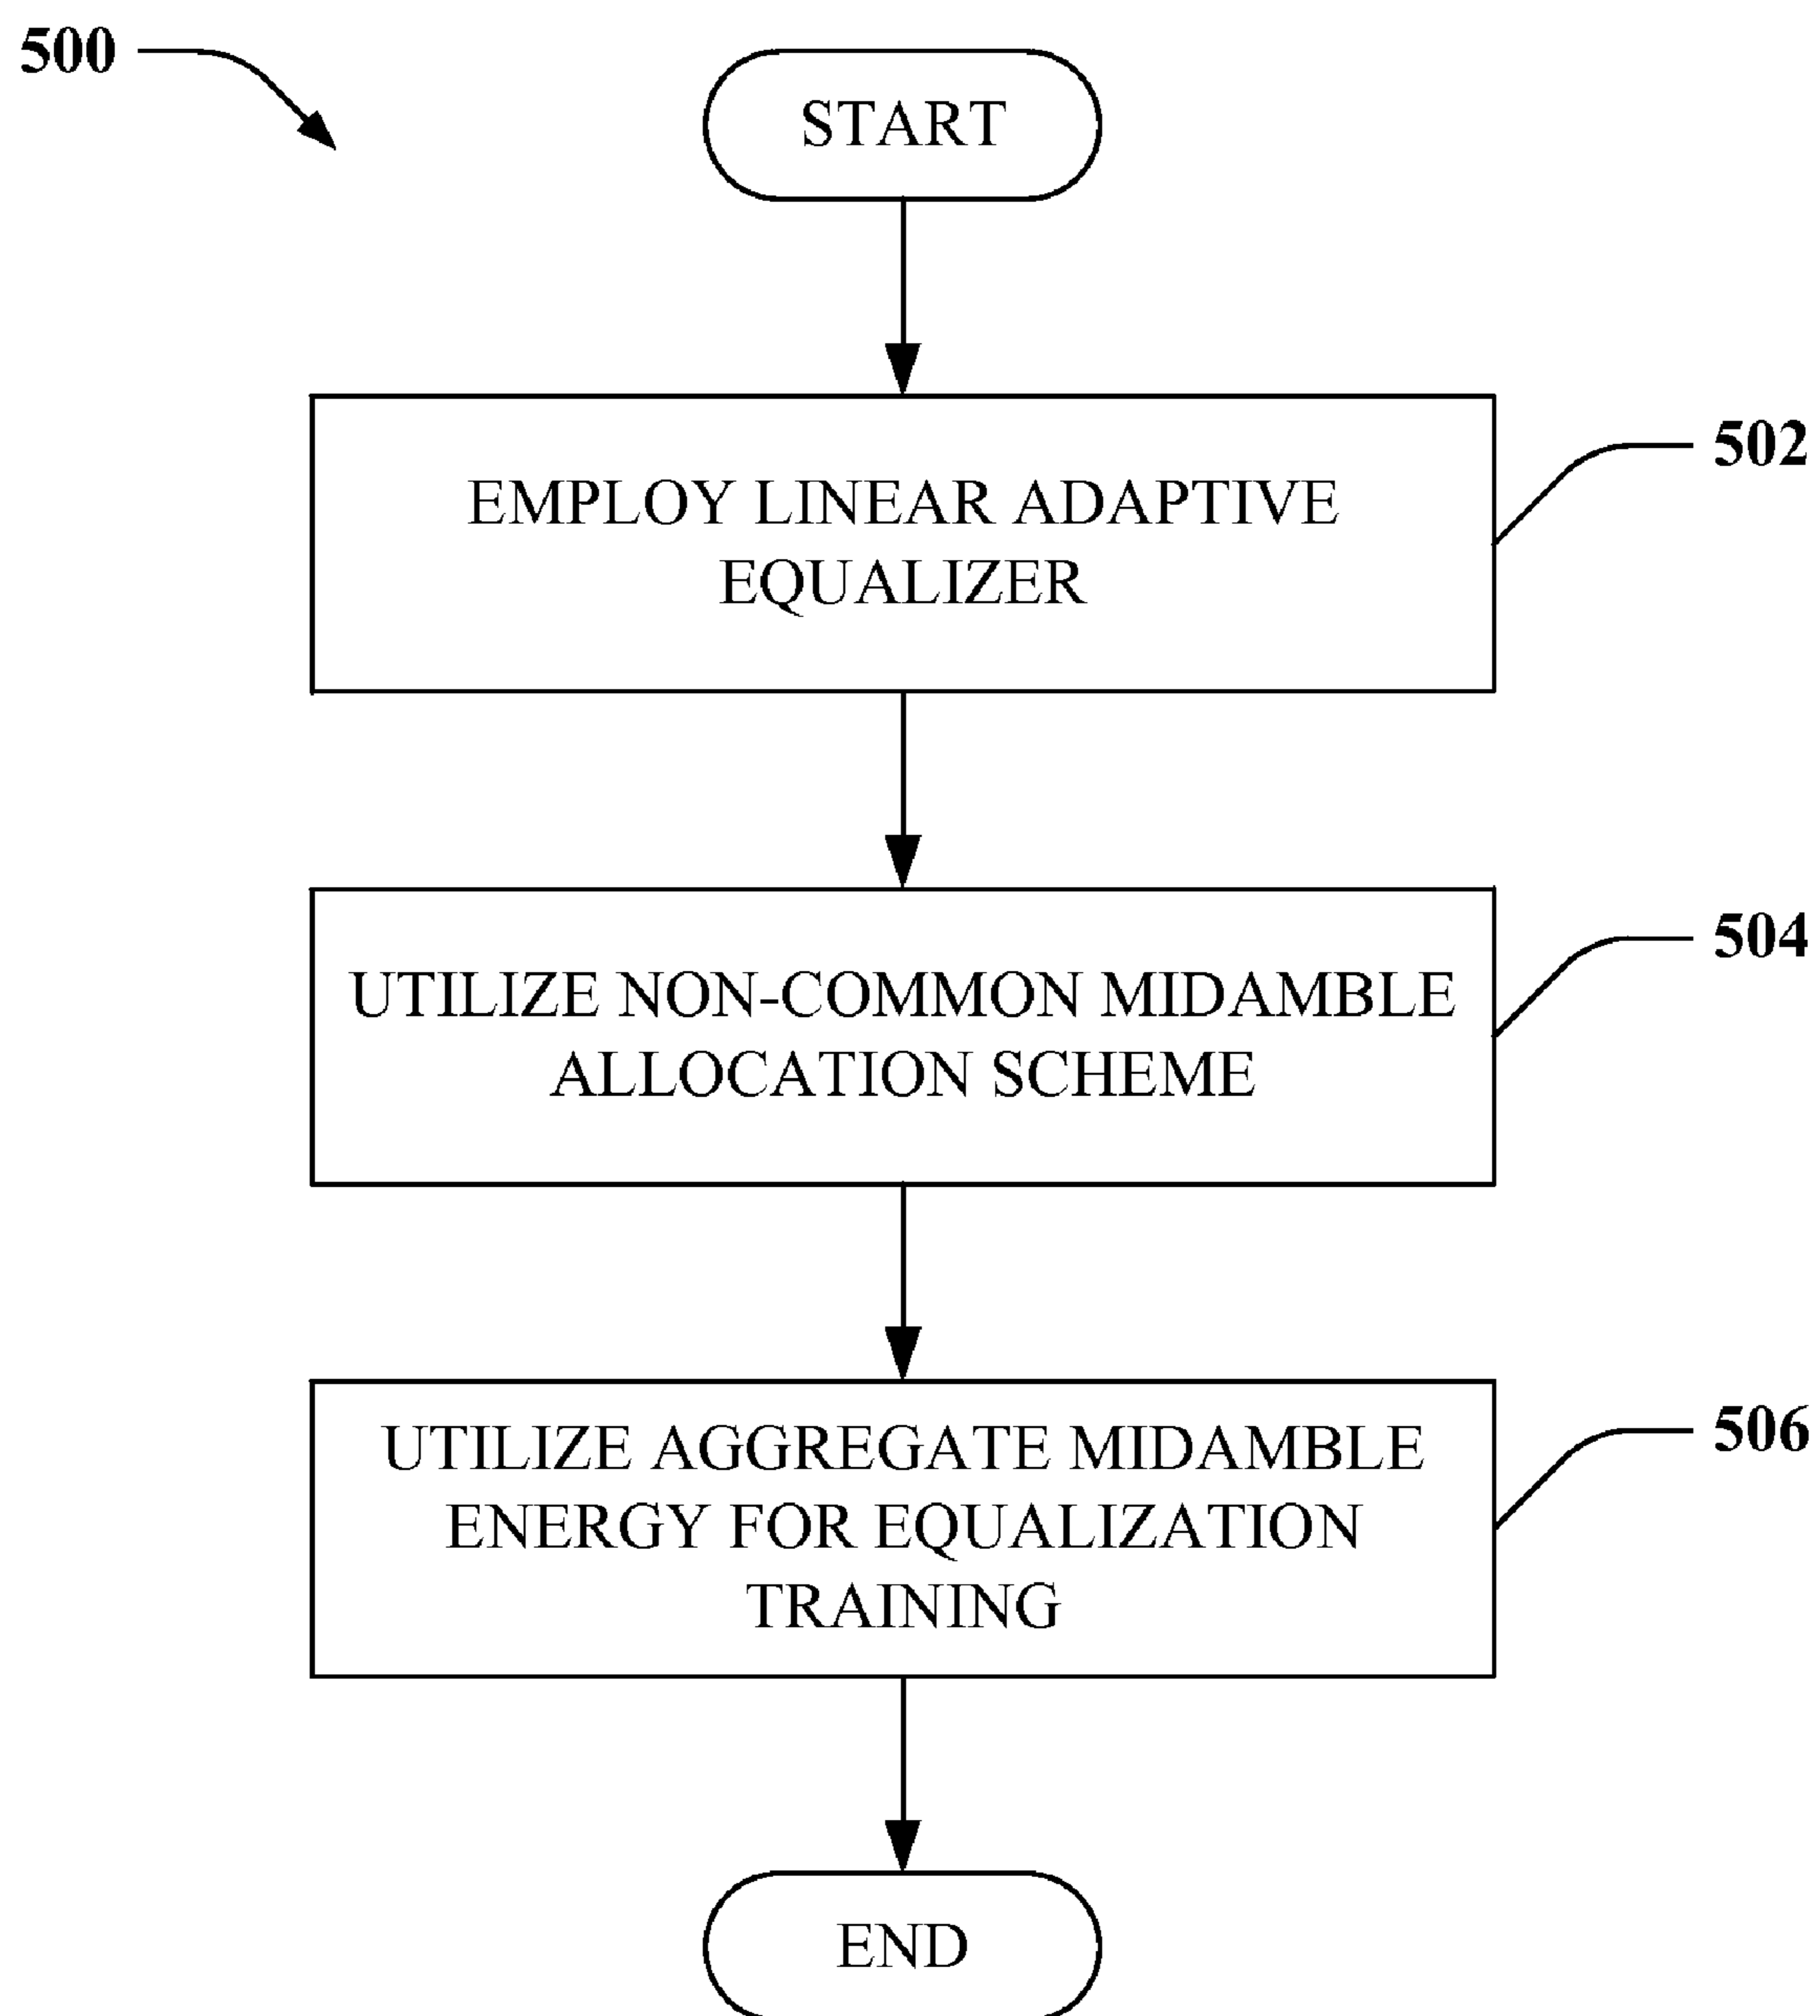 500
START
EMPLOY LINEAR ADAPTIVE
EQUALIZER
502
UTILIZE NON-COMMON MIDAMBLE
ALLOCATION SCHEME
504
UTILIZE AGGREGATE MIDAMBLE
ENERGY FOR EQUALIZATION
TRAINING
506
END